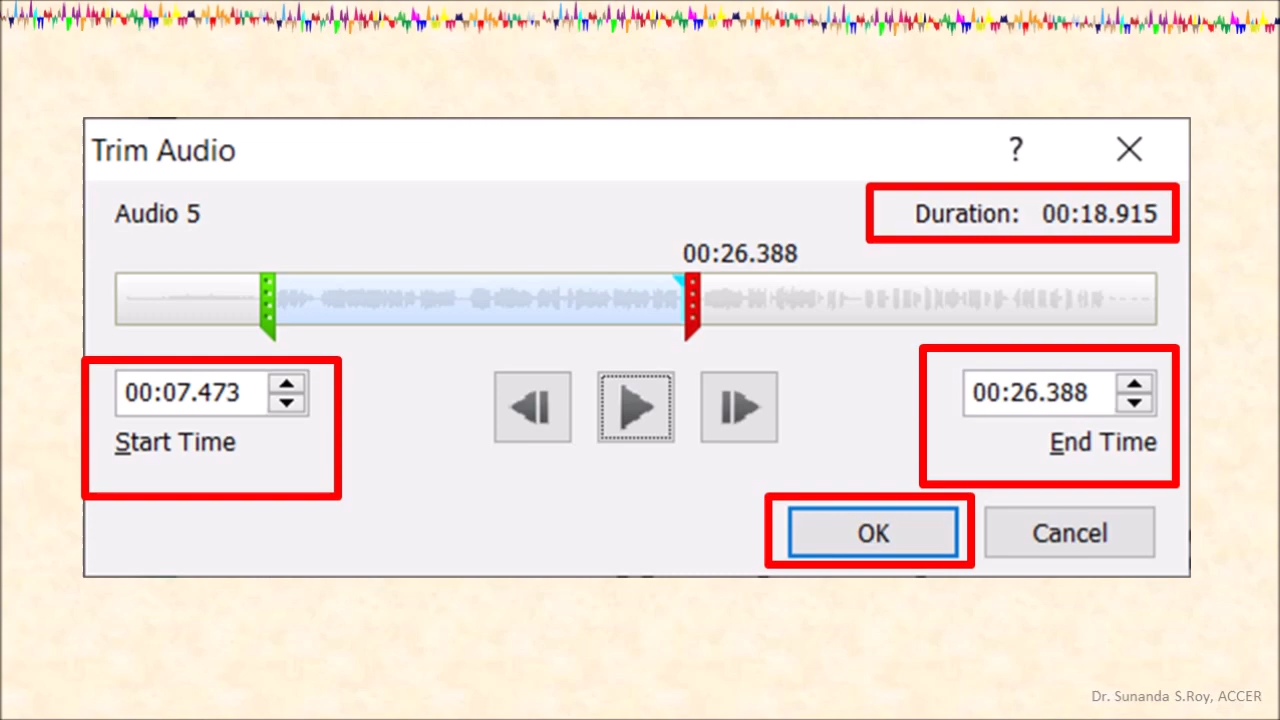 Trim Audio ?
Audio 5 Duration: 00:18.915
00:26.388
00:07.473 00:26.388
Start Time End Time
OK Cancel
Dr. Sunanda S.Roy, ACCER